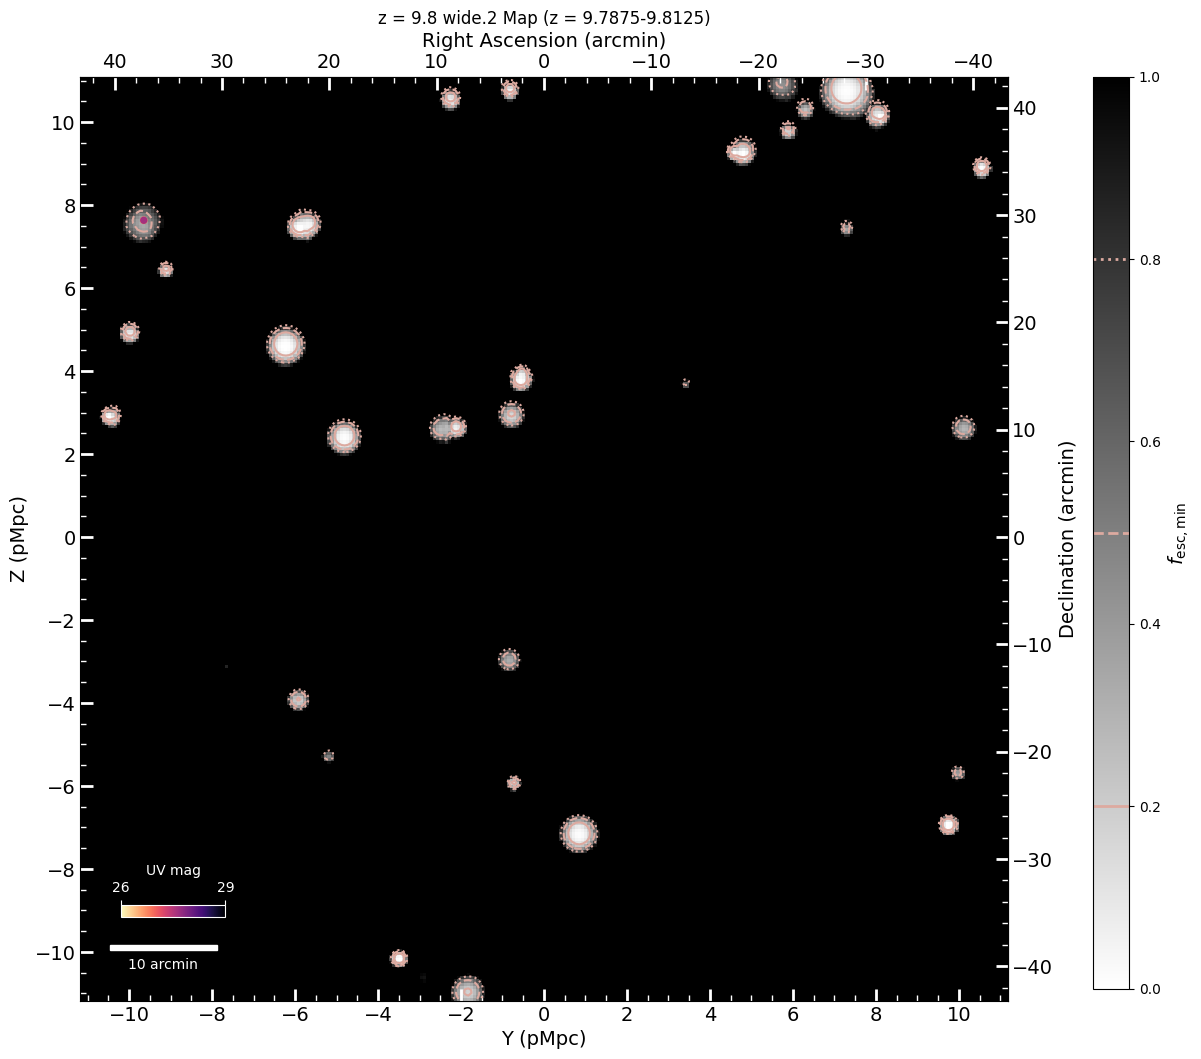 z = 9.8 wide.2 Map (z = 9.7875-9.8125)
Right Ascension (arcmin)
40 30 20 10 0 −10 −20 −30 −40
10
8
6
4
2
0
−2
−4
−6
−8
−10
Z (pMpc)
40
30
20
10
0
−10
−20
−30
−40
Declination (arcmin)
1.0
0.8
0.6
0.4
0.2
0.0
fesc, min
UV mag
26 29
10 arcmin
−10 −8 −6 −4 −2 0 2 4 6 8 10
Y (pMpc)